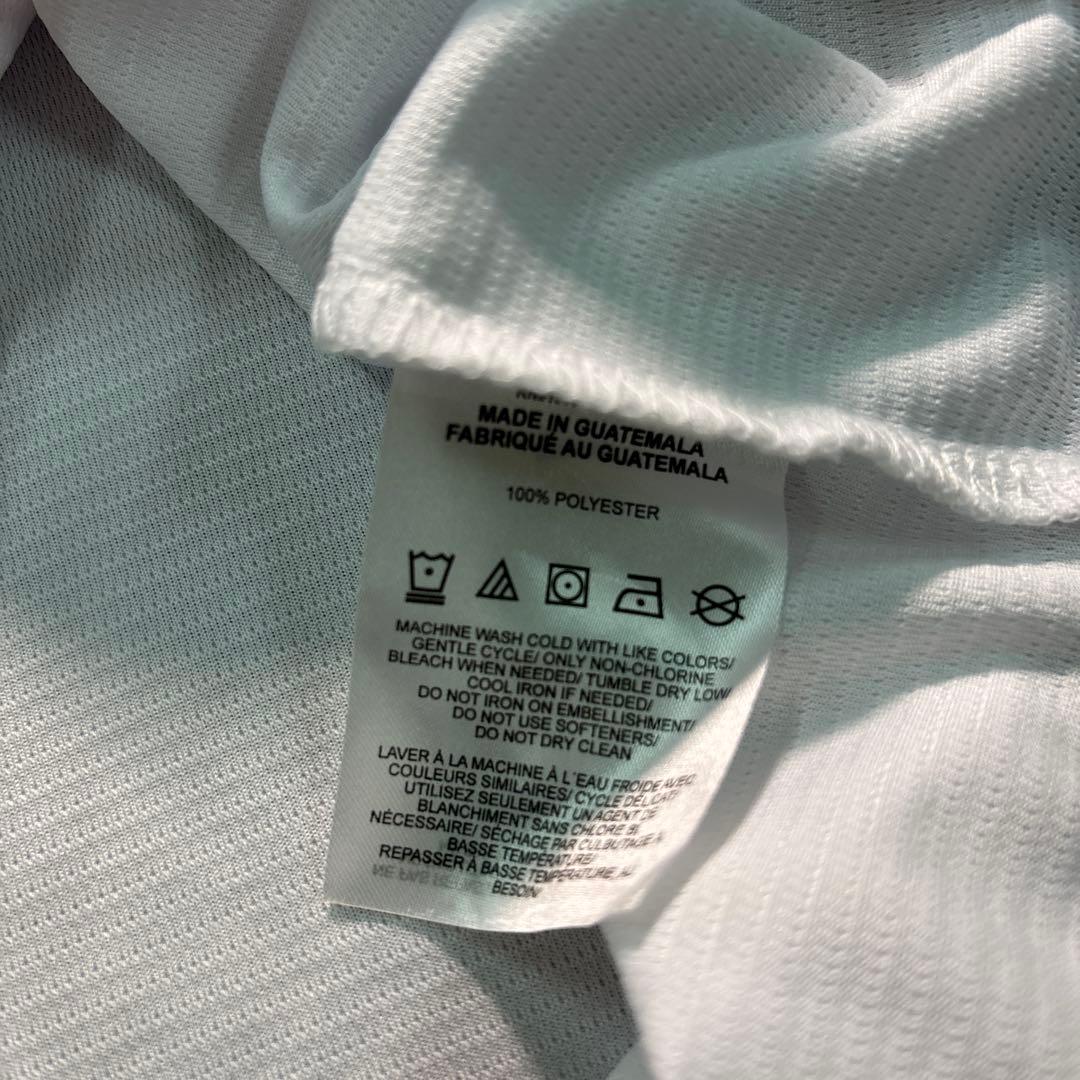 MADE IN GUATEMALA
FABRIQUÉ AU GUATEMALA
100% POLYESTER
MACHINE WASH COLD WITH LIKE COLORS/
GENTLE CYCLE/ ONLY NON-CHLORINE
BLEACH WHEN NEEDED/ TUMBLE DRY LOW/
COOL IRON IF NEEDED/
DO NOT IRON ON EMBELLISHMENT/
DO NOT USE SOFTENERS/
DO NOT DRY CLEAN
LAVER À LA MACHINE À L'EAU FROIDE AVEC
COULEURS SIMILAIRES/ CYCLE DÉLICAT/
UTILISEZ SEULEMENT UN AGENT DE
BLANCHIMENT SANS CHLORE SI
NÉCESSAIRE/ SÉCHAGE PAR CULBUTAGE À
BASSE TEMPÉRATURE/
REPASSER À BASSE TEMPÉRATURE AU
BESOIN/